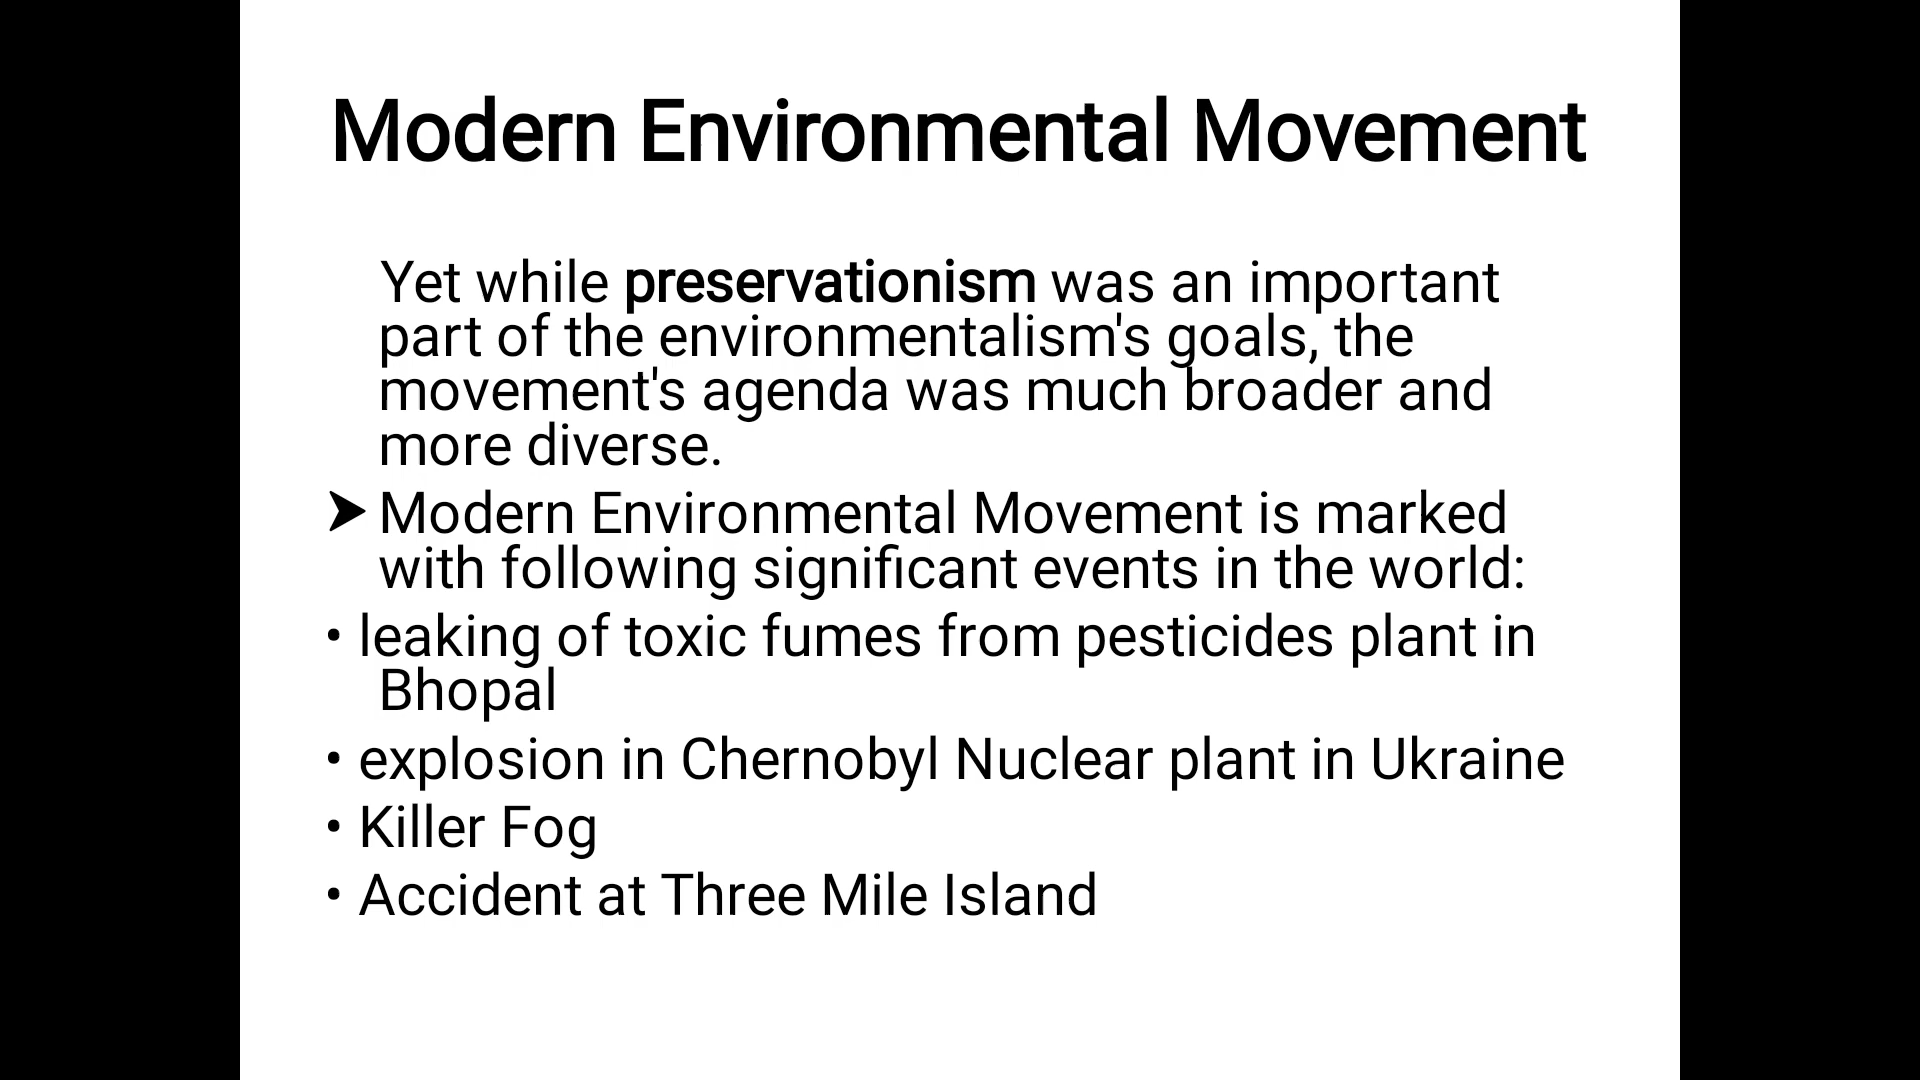 Modern Environmental Movement
Yet while preservationism was an important
part of the environmentalism's goals, the
movement's agenda was much broader and
more diverse.
➤ Modern Environmental Movement is marked
with following significant events in the world:
• leaking of toxic fumes from pesticides plant in
Bhopal
• explosion in Chernobyl Nuclear plant in Ukraine
• Killer Fog
• Accident at Three Mile Island